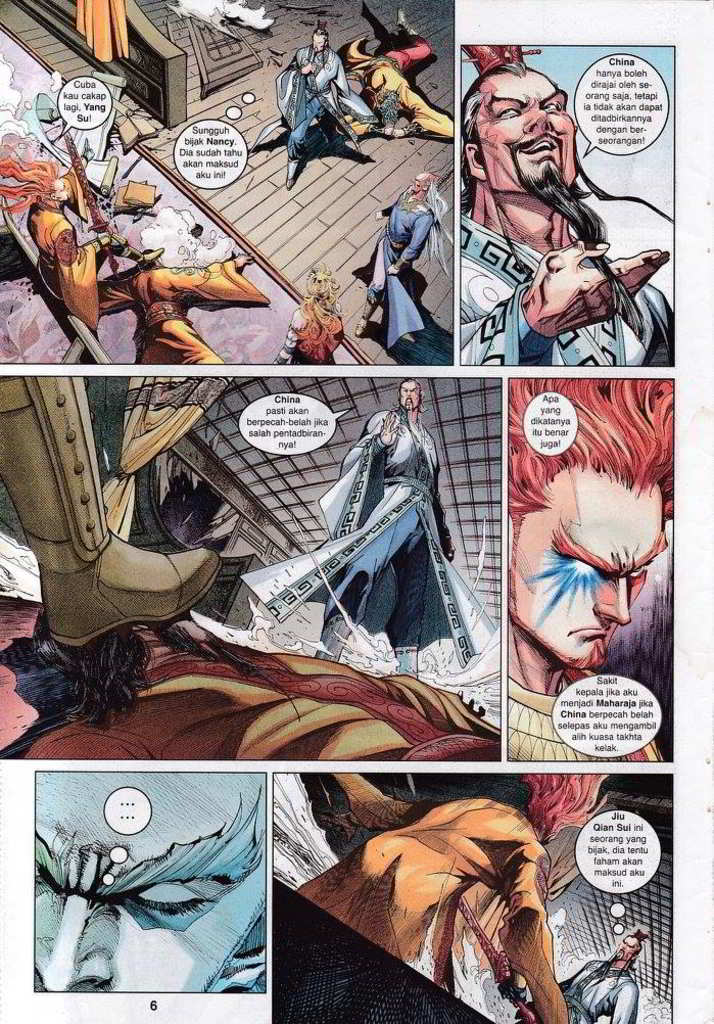 Cuba
kau cakap
lagi, Yang
Su!
Sungguh
bijak Nancy.
Dia sudah tahu
akan maksud
aku ini!
China
hanya boleh
dirajai oleh se-
orang saja, tetapi
ia tidak akan dapat
ditadbirkannya
dengan ber-
seorangan!
China
pasti akan
berpecah-belah jika
salah pentadbiran-
nya!
Apa
yang
dikatanya
itu benar
juga!
Sakit
kepala jika aku
menjadi Maharaja jika
China berpecah belah
selepas aku mengambil
alih kuasa takhta
kelak.
...
...
Jiu
Qian Sui ini
seorang yang
bijak, dia tentu
faham akan
maksud aku
ini.
6